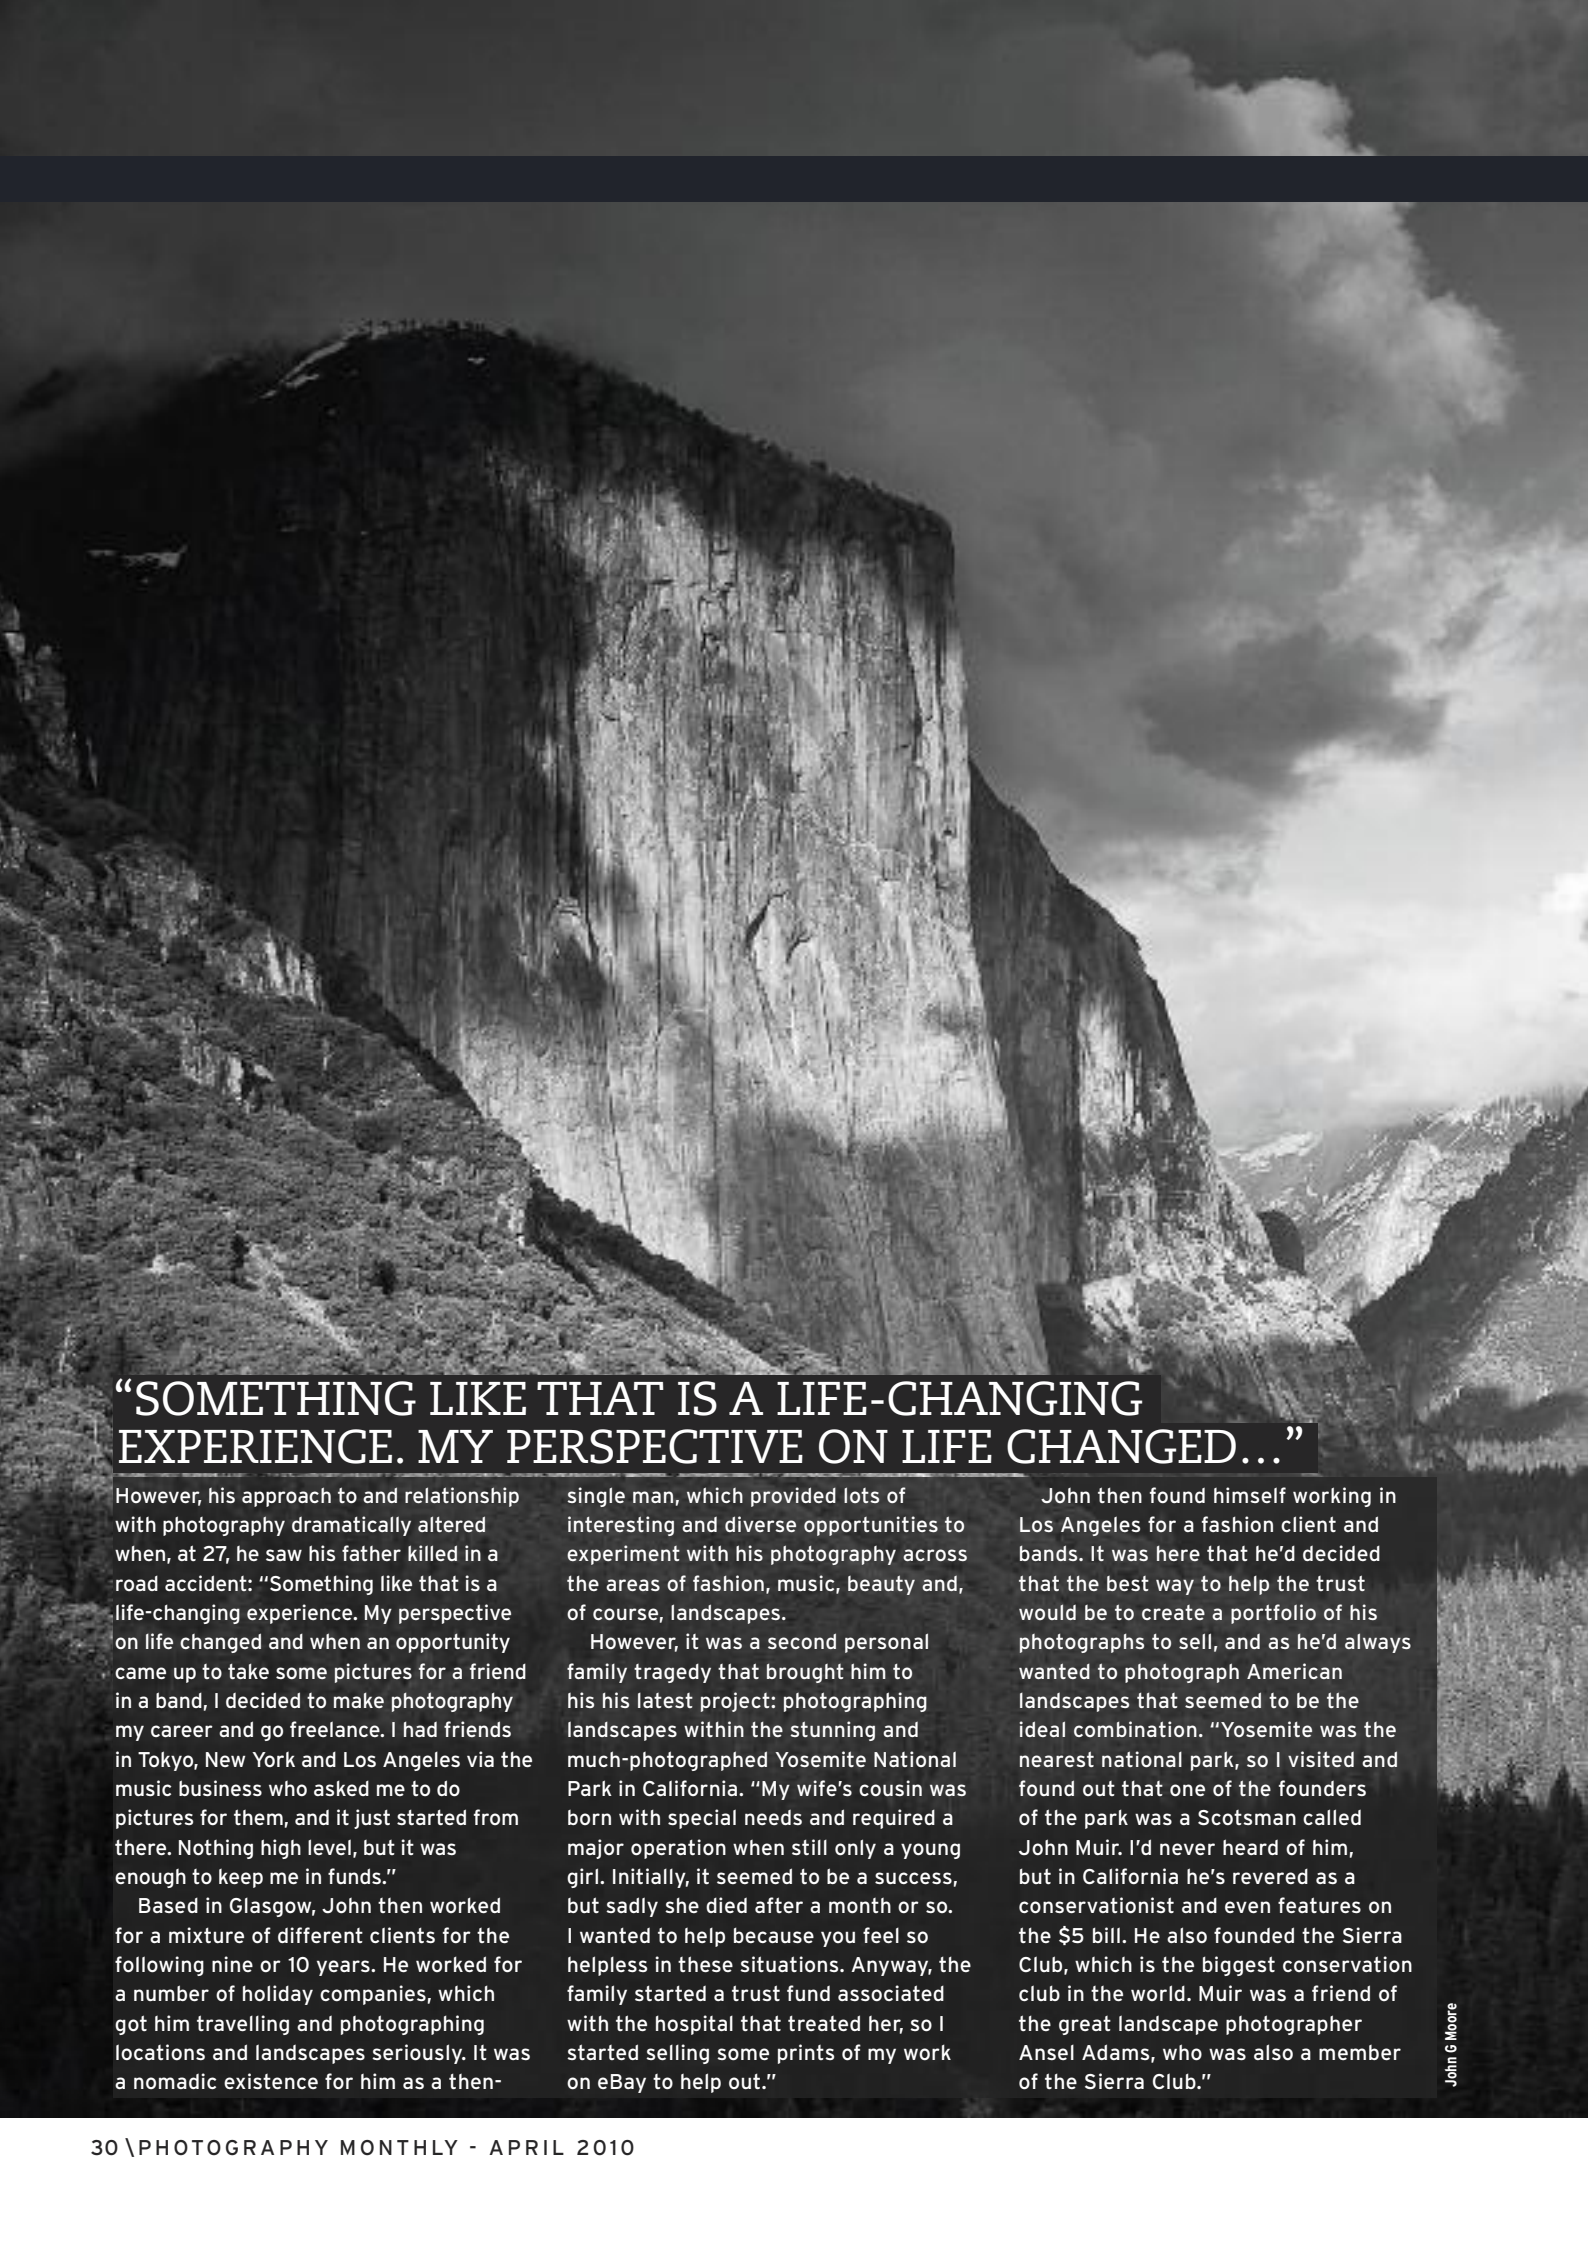 “SOMETHING LIKE THAT IS A LIFE-CHANGING
EXPERIENCE. MY PERSPECTIVE ON LIFE CHANGED...”
However, his approach to and relationship
with photography dramatically altered
when, at 27, he saw his father killed in a
road accident: “Something like that is a
life-changing experience. My perspective
on life changed and when an opportunity
came up to take some pictures for a friend
in a band, I decided to make photography
my career and go freelance. I had friends
in Tokyo, New York and Los Angeles via the
music business who asked me to do
pictures for them, and it just started from
there. Nothing high level, but it was
enough to keep me in funds.”
Based in Glasgow, John then worked
for a mixture of different clients for the
following nine or 10 years. He worked for
a number of holiday companies, which
got him travelling and photographing
locations and landscapes seriously. It was
a nomadic existence for him as a then-
single man, which provided lots of
interesting and diverse opportunities to
experiment with his photography across
the areas of fashion, music, beauty and,
of course, landscapes.
However, it was a second personal
family tragedy that brought him to
his his latest project: photographing
landscapes within the stunning and
much-photographed Yosemite National
Park in California. “My wife’s cousin was
born with special needs and required a
major operation when still only a young
girl. Initially, it seemed to be a success,
but sadly she died after a month or so.
I wanted to help because you feel so
helpless in these situations. Anyway, the
family started a trust fund associated
with the hospital that treated her, so I
started selling some prints of my work
on eBay to help out.”
John then found himself working in
Los Angeles for a fashion client and
bands. It was here that he’d decided
that the best way to help the trust
would be to create a portfolio of his
photographs to sell, and as he’d always
wanted to photograph American
landscapes that seemed to be the
ideal combination. “Yosemite was the
nearest national park, so I visited and
found out that one of the founders
of the park was a Scotsman called
John Muir. I’d never heard of him,
but in California he’s revered as a
conservationist and even features on
the $5 bill. He also founded the Sierra
Club, which is the biggest conservation
club in the world. Muir was a friend of
the great landscape photographer
Ansel Adams, who was also a member
of the Sierra Club.”
John G Moore
30\PHOTOGRAPHY MONTHLY - APRIL 2010